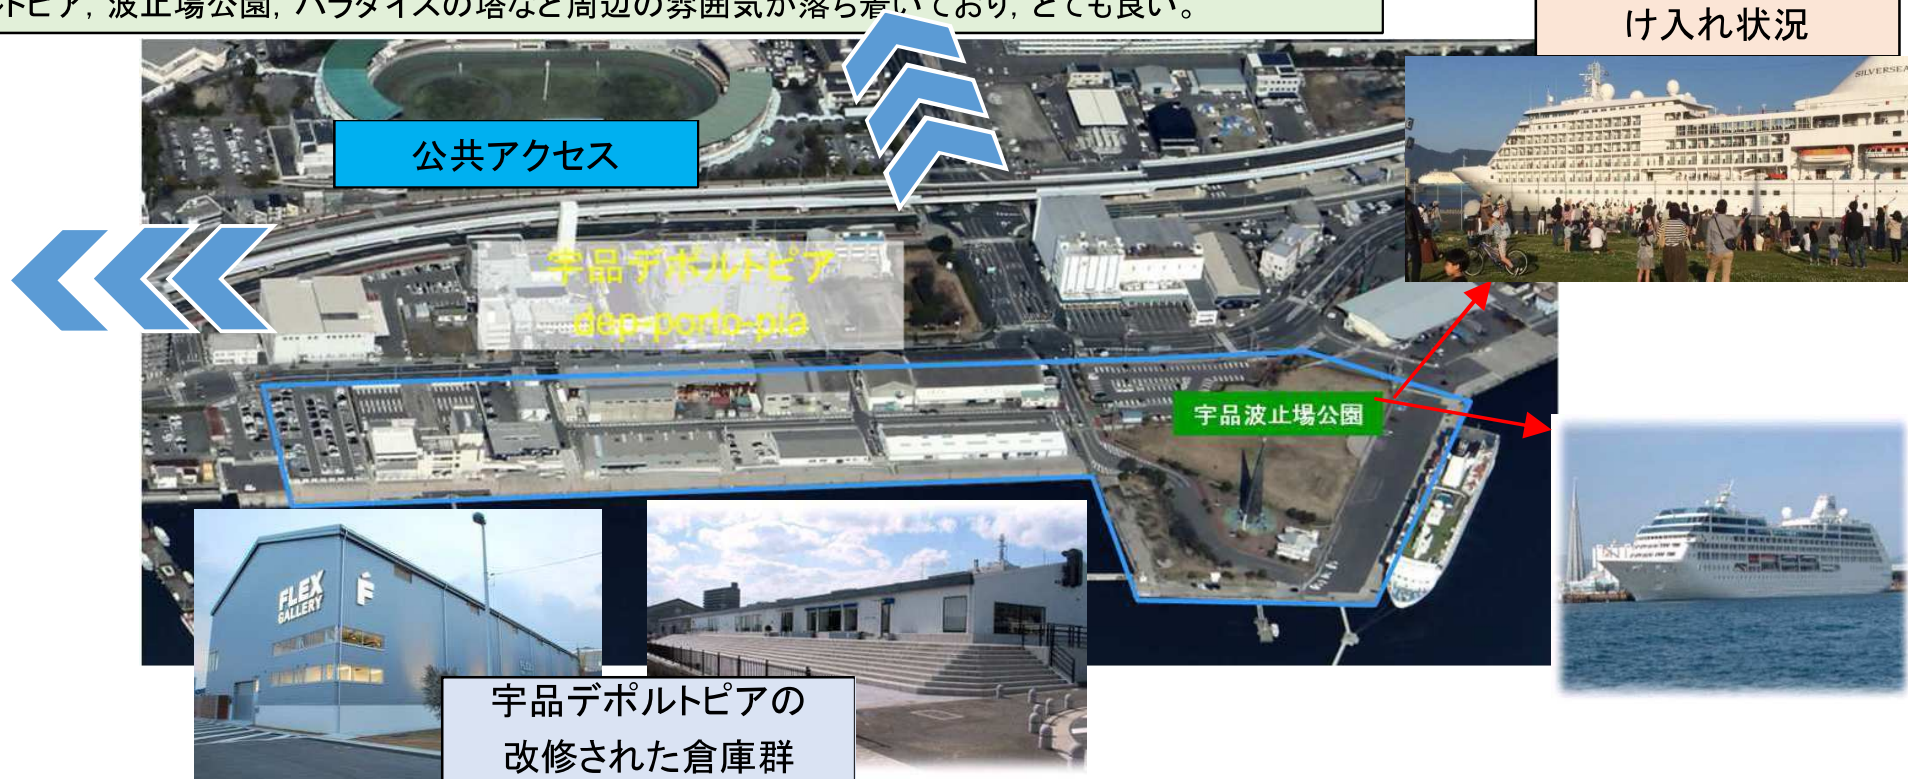 トピア，波止場公園，パラダイスの塔など周辺の雰囲気が落ち着いており，とても良い。
け入れ状況
SILVERSEA
公共アクセス
宇品デポルトピア
dep-porto-pia
宇品波止場公園
FLEX
GALLERY
F
宇品デポルトピアの
改修された倉庫群